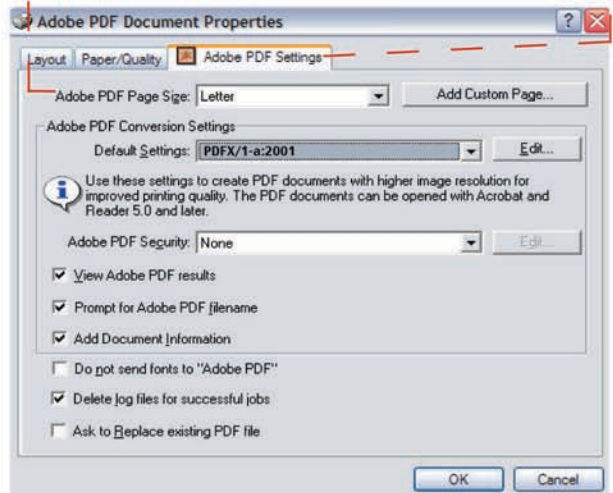 Adobe PDF Document Properties
Layout
Paper/Quality
Adobe PDF Settings
Adobe PDF Page Size: Letter
Add Custom Page...
Adobe PDF Conversion Settings
Default Settings: PDFX/1-a:2001
Edit...
Use these settings to create PDF documents with higher image resolution for
improved printing quality. The PDF documents can be opened with Acrobat and
Reader 5.0 and later.
Adobe PDF Security: None
Edit...
View Adobe PDF results
Prompt for Adobe PDF filename
Add Document Information
Do not send fonts to "Adobe PDF"
Delete log files for successful jobs
Ask to Replace existing PDF file
OK
Cancel